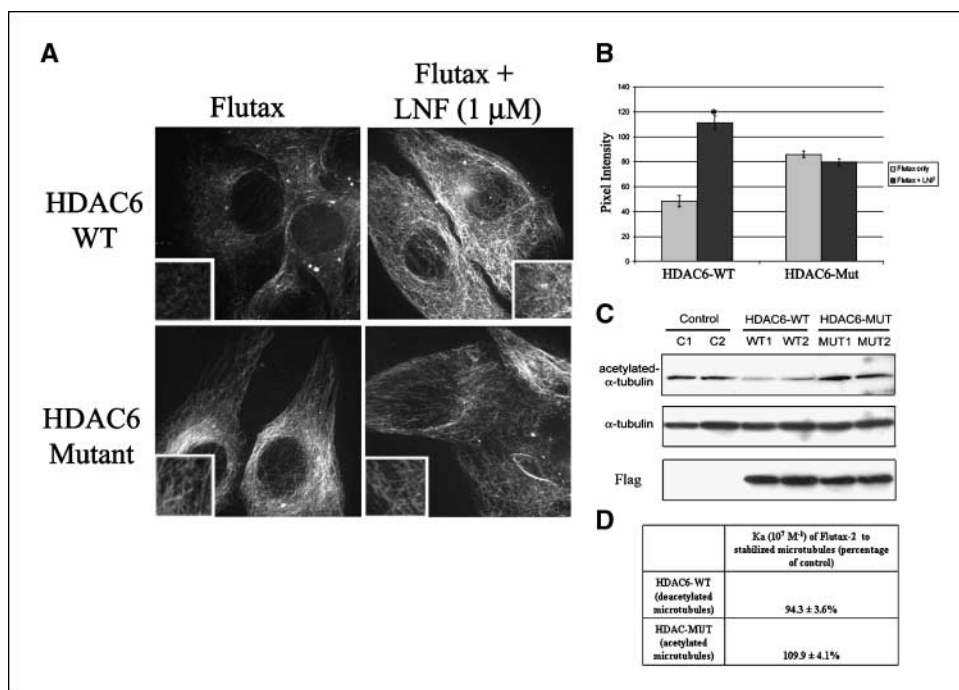 A
Flutax
Flutax +
LNF (1 μM)
HDAC6
WT
HDAC6
Mutant
B
Pixel Intensity
140
120
100
80
60
40
20
0
*
HDAC6-WT
HDAC6-Mut
Flutax only
Flutax + LNF
C
Control
HDAC6-WT
HDAC6-MUT
C1
C2
WT1
WT2
MUT1
MUT2
acetylated-
α-tubulin
α-tubulin
Flag
D
Ka (10⁷ M⁻¹) of Flutax-2 to
stabilized microtubules (percentage
of control)
HDAC6-WT
(deacetylated
microtubules)
94.3 ± 3.6%
HDAC-MUT
(acetylated
microtubules)
109.9 ± 4.1%